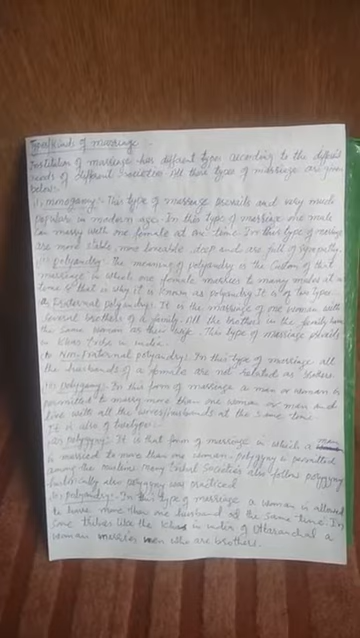 Types/Kinds of marriage :-
Institution of marriage has different types according to the different
needs of different societies. All these types of marriage are given
below.
(i) monogamy:- This type of marriage prevails and very much
popular in modern age. In this type of marriage one male
can marry with one female at one time. In this type of marriage
are more stable, more loveable, deep and are full of sympathy.
polyandry:- The meaning of polyandry is the custom of that
marriage in which one female marries to many males at a
time & that is why it is known as polyandry. It is of two types
a. Fraternal polyandry: It is the marriage of one women with
several brothers of a family. All the brothers in the family have
the same woman as their This type of marriage prevails
in Khas tribe in india.
(b) Non-Fraternal polyandry: In this type of marriage all
the husbands of a female are not related as brothers.
(iii) polygamy: In this form of marriage a man or woman is
permitted to marry more than one woman or man and
live with all the wives/husbands at the same time.
It is also of two types:-
(a) polygyny:- It is that form of marriage in which a man
is married to more than one woman. polygyny is permitted
among the muslims. Many tribal societies also follow polygyny
historically also polygyny was practiced.
(b) polyandry:- In this type of marriage a woman is allowed
to have more than one husband at the same time. In
some tribes like the Khas in india of Uttaranchal a
woman marries men who are brothers.